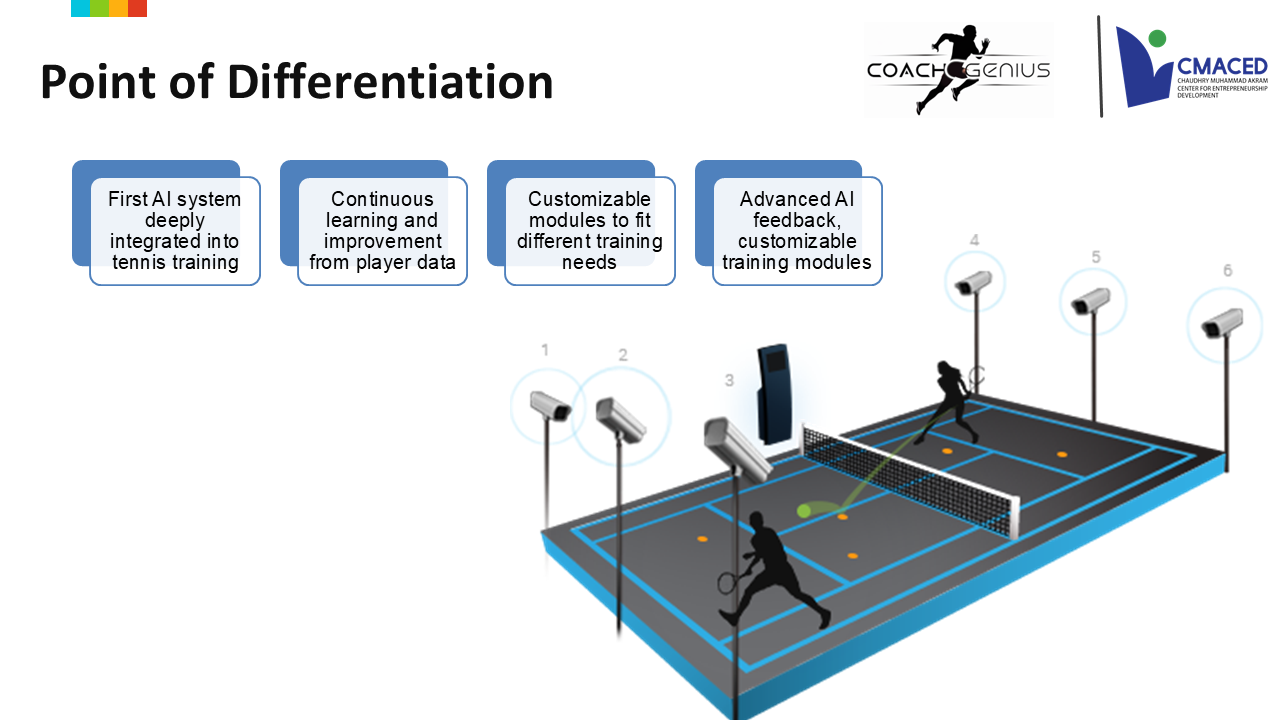 Point of Differentiation
COACH GENIUS
CMACED
CHAUDHRY MUHAMMAD AKRAM
CENTER FOR ENTREPRENEURSHIP
DEVELOPMENT
First AI system
deeply
integrated into
tennis training
Continuous
learning and
improvement
from player data
Customizable
modules to fit
different training
needs
Advanced AI
feedback,
customizable
training modules
1
2
3
4
5
6